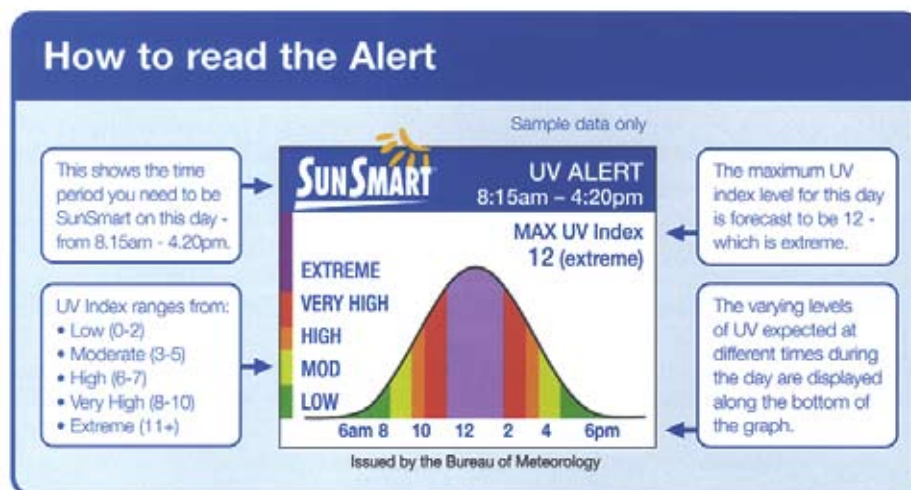 How to read the Alert
Sample data only
This shows the time
period you need to be
SunSmart on this day -
from 8.15am - 4.20pm.
UV Index ranges from:
• Low (0-2)
• Moderate (3-5)
• High (6-7)
• Very High (8-10)
• Extreme (11+)
SUNSMART
UV ALERT
8:15am – 4:20pm
MAX UV Index
12 (extreme)
EXTREME
VERY HIGH
HIGH
MOD
LOW
6am 8 10 12 2 4 6pm
Issued by the Bureau of Meteorology
The maximum UV
index level for this day
is forecast to be 12 -
which is extreme.
The varying levels
of UV expected at
different times during
the day are displayed
along the bottom of
the graph.